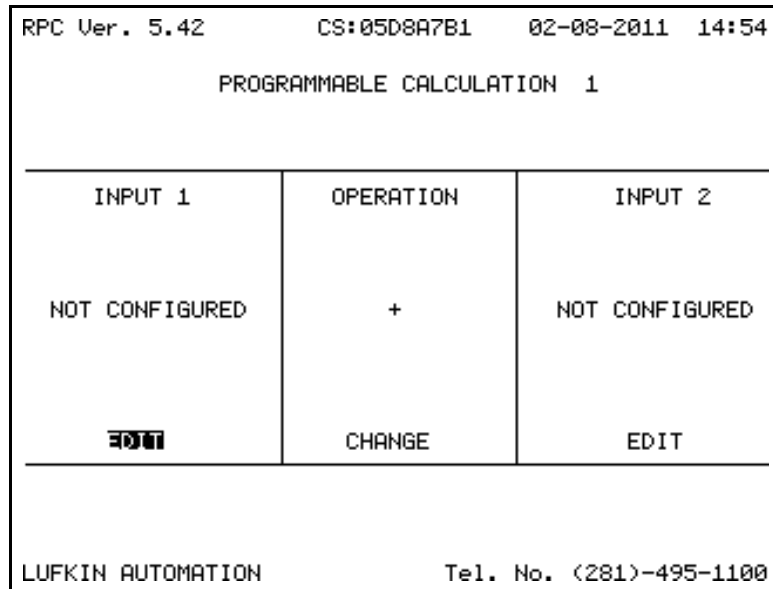 RPC Ver. 5.42 CS:05D8A7B1 02-08-2011 14:54
PROGRAMMABLE CALCULATION 1
INPUT 1 OPERATION INPUT 2
NOT CONFIGURED + NOT CONFIGURED
EDIT CHANGE EDIT
LUFKIN AUTOMATION Tel. No. (281)-495-1100